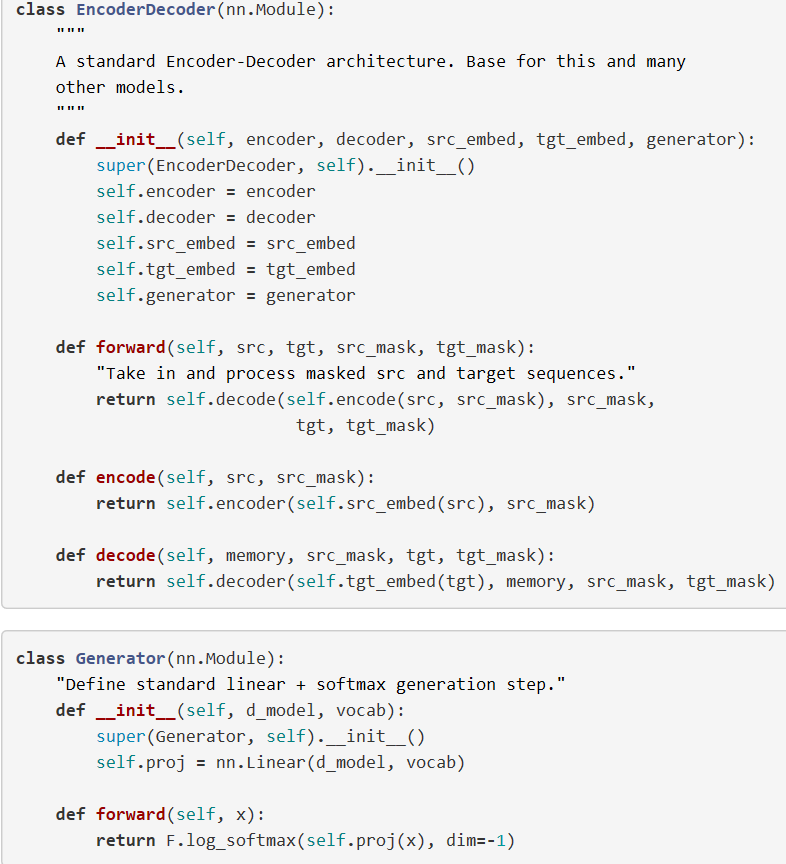 class EncoderDecoder(nn.Module):
    """
    A standard Encoder-Decoder architecture. Base for this and many
    other models.
    """
    def __init__(self, encoder, decoder, src_embed, tgt_embed, generator):
        super(EncoderDecoder, self).__init__()
        self.encoder = encoder
        self.decoder = decoder
        self.src_embed = src_embed
        self.tgt_embed = tgt_embed
        self.generator = generator
    def forward(self, src, tgt, src_mask, tgt_mask):
        "Take in and process masked src and target sequences."
        return self.decode(self.encode(src, src_mask), src_mask,
                            tgt, tgt_mask)
    def encode(self, src, src_mask):
        return self.encoder(self.src_embed(src), src_mask)
    def decode(self, memory, src_mask, tgt, tgt_mask):
        return self.decoder(self.tgt_embed(tgt), memory, src_mask, tgt_mask)
class Generator(nn.Module):
    "Define standard linear + softmax generation step."
    def __init__(self, d_model, vocab):
        super(Generator, self).__init__()
        self.proj = nn.Linear(d_model, vocab)
    def forward(self, x):
        return F.log_softmax(self.proj(x), dim=-1)